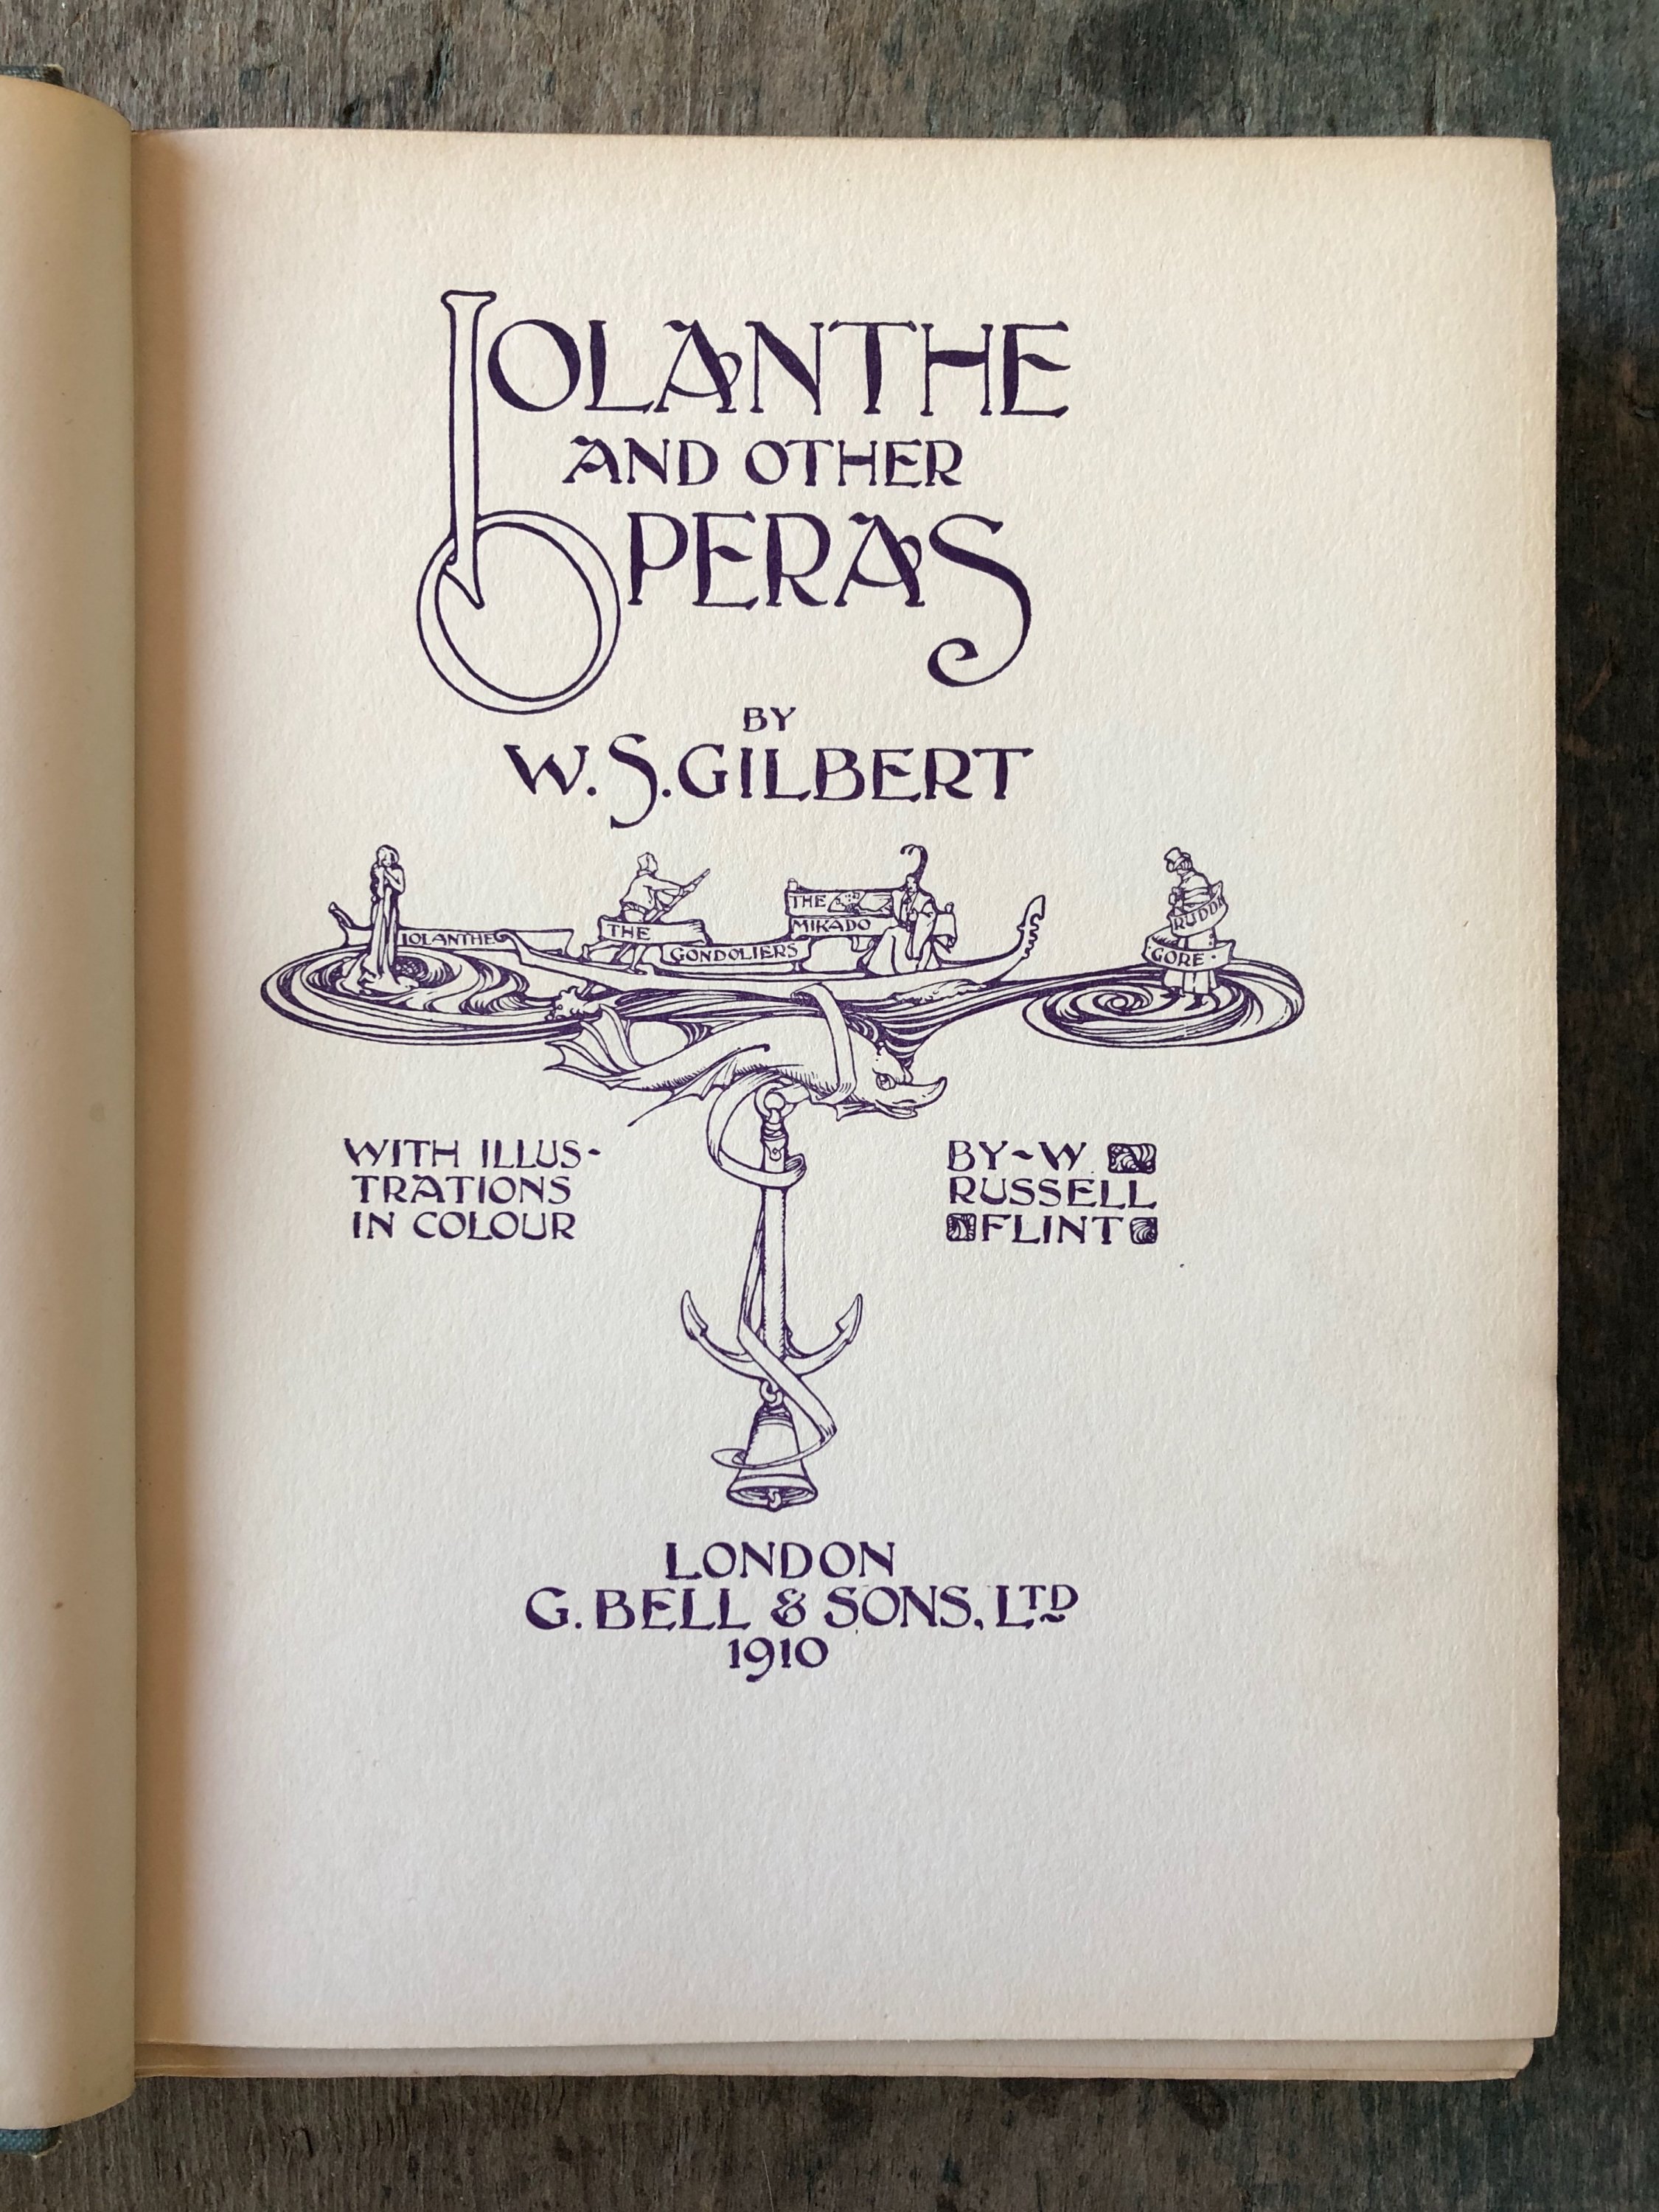 IOLANTHE
AND OTHER
OPERAS
BY
W. S. GILBERT
IOLANTHE
THE
GONDOLIERS
THE
MIKADO
RUDDI
GORE
WITH ILLUS-
TRATIONS
IN COLOUR
BY~W
RUSSELL
FLINT
LONDON
G. BELL & SONS, LTD
1910